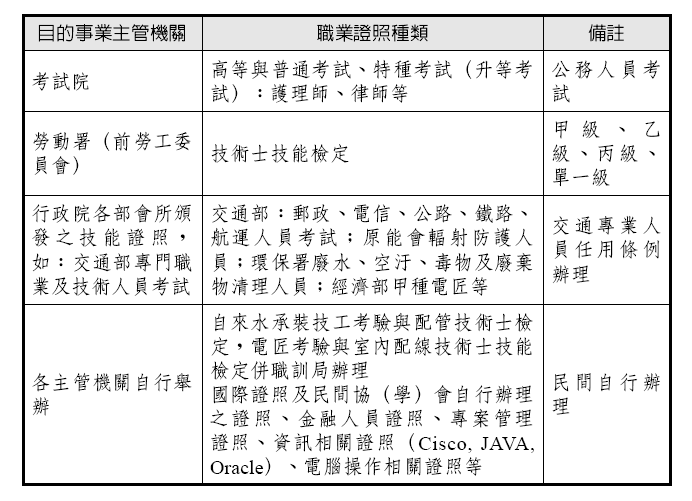 目的事業主管機關
職業證照種類
備註
考試院
高等與普通考試、特種考試（升等考
試）：護理師、律師等
公務人員考
試
勞動署（前勞工委
員會）
技術士技能檢定
甲級、乙
級、丙級、
單一級
行政院各部會所頒
發之技能證照，
如：交通部專門職
業及技術人員考試
交通部：郵政、電信、公路、鐵路、
航運人員考試；原能會輻射防護人
員；環保署廢水、空汙、毒物及廢棄
物清理人員；經濟部甲種電匠等
交通專業人
員任用條例
辦理
各主管機關自行舉
辦
自來水承裝技工考驗與配管技術士檢
定，電匠考驗與室內配線技術士技能
檢定併職訓局辦理
國際證照及民間協（學）會自行辦理
之證照、金融人員證照、專案管理
證照、資訊相關證照（Cisco, JAVA,
Oracle）、電腦操作相關證照等
民間自行辦
理